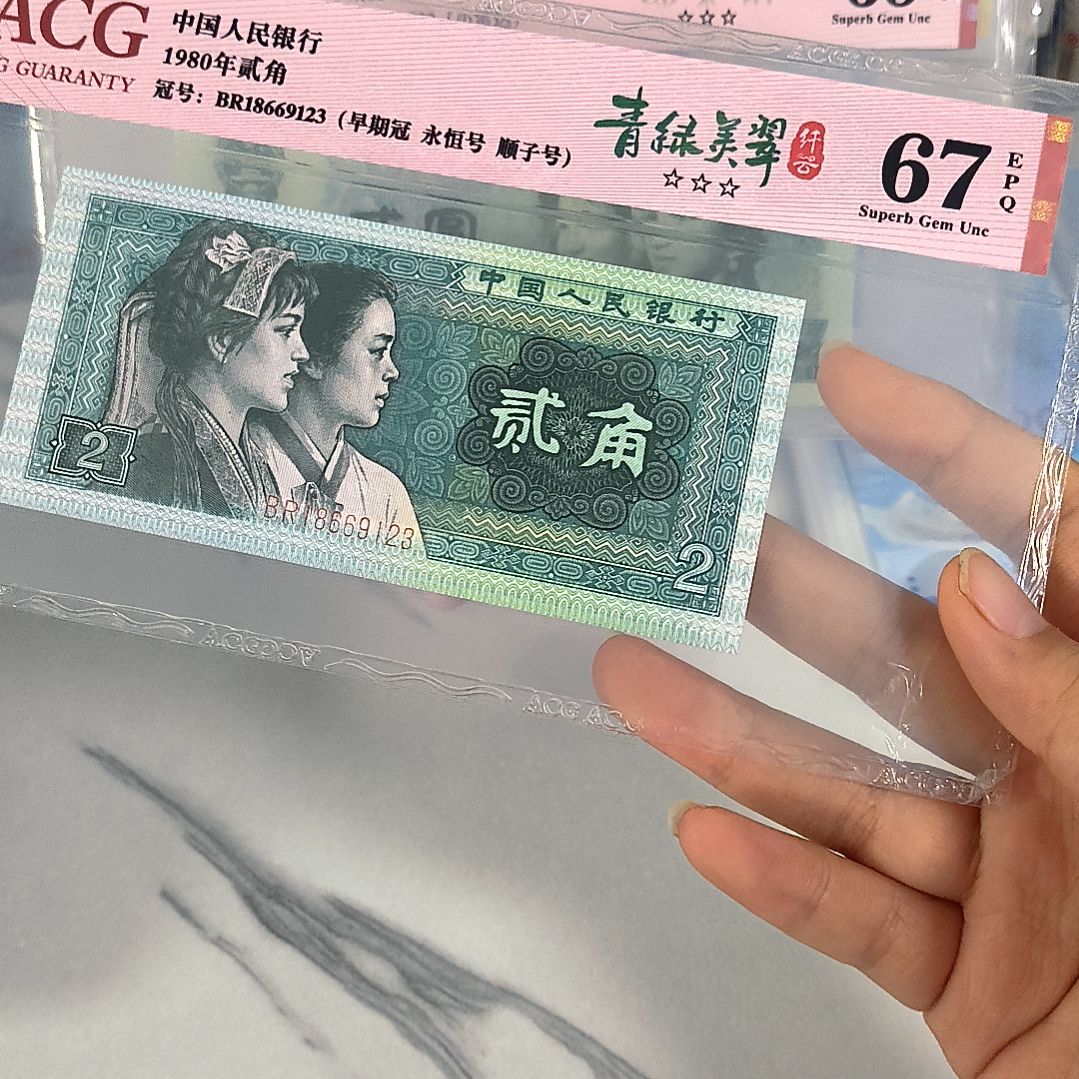 Superb Gem Unc
ACG
GUARANTY
中国人民银行
1980年贰角
冠号：BR18669123（早期冠 永恒号 顺子号）
青绿美翠
纤云
☆☆☆
67
EPQ
Superb Gem Unc
中国人民银行
贰角
2
BR18669123
2
ACG ACG